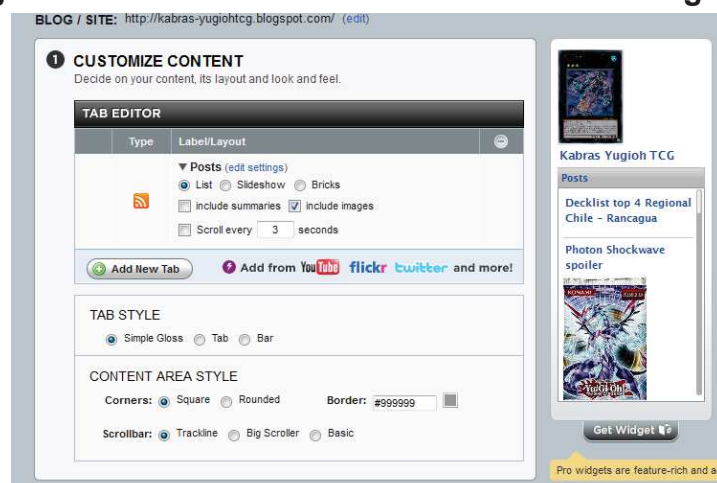 BLOG / SITE: http://kabras-yugiohtcg.blogspot.com/ (edit)
1 CUSTOMIZE CONTENT
Decide on your content, its layout and look and feel.
TAB EDITOR
Type Label/Layout
Posts (edit settings)
List Slideshow Bricks
include summaries include images
Scroll every 3 seconds
Add New Tab
Add from YouTube flickr twitter and more!
TAB STYLE
Simple Gloss Tab Bar
CONTENT AREA STYLE
Corners: Square Rounded Border: #999999
Scrollbar: Trackline Big Scroller Basic
Kabras Yugioh TCG
Posts
Decklist top 4 Regional
Chile - Rancagua
Photon Shockwave
spoiler
KONAMI
Yu-Gi-Oh!
Get Widget
Pro widgets are feature-rich and a